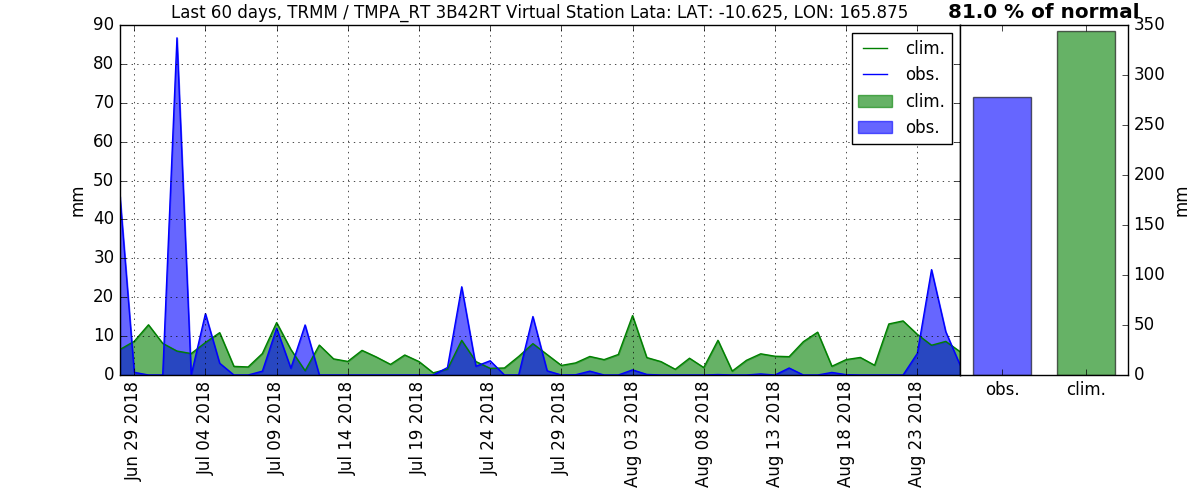 Last 60 days, TRMM / TMPA_RT 3B42RT Virtual Station Lata: LAT: -10.625, LON: 165.875
81.0 % of normal
90
80
70
60
50
40
30
20
10
0
mm
clim.
obs.
clim.
obs.
Jun 29 2018
Jul 04 2018
Jul 09 2018
Jul 14 2018
Jul 19 2018
Jul 24 2018
Jul 29 2018
Aug 03 2018
Aug 08 2018
Aug 13 2018
Aug 18 2018
Aug 23 2018
350
300
250
200
150
100
50
0
mm
obs.
clim.